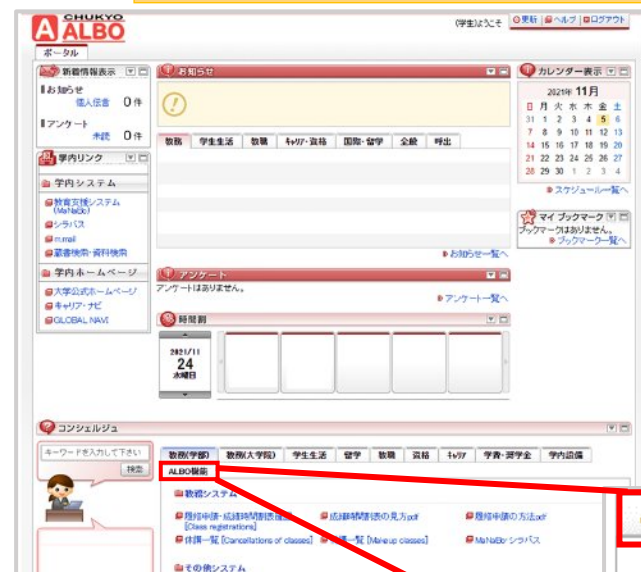 CHUKYO
ALBO
(学生)ようこそ
更新 ヘルプ ログアウト
ポータル
新着情報表示
お知らせ
個人伝言 0件
アンケート
未読 0件
学内リンク
学内システム
教育支援システム
(MaNaBo)
シラバス
m.mail
蔵書検索・資料検索
学内ホームページ
大学公式ホームページ
キャリア・ナビ
GLOBAL NAVI
お知らせ
教務 学生生活 教職 キャリア・資格 国際・留学 全般 呼出
お知らせ一覧へ
アンケート
アンケートはありません。
アンケート一覧へ
時間割
2021/11
24
水曜日
カレンダー表示
2021年 11月
日 月 火 水 木 金 土
31 1 2 3 4 5 6
7 8 9 10 11 12 13
14 15 16 17 18 19 20
21 22 23 24 25 26 27
28 29 30 1 2 3 4
スケジュール一覧へ
マイ ブックマーク
ブックマークはありません。
ブックマーク一覧へ
コンシェルジュ
キーワードを入力して下さい
検索
教務(学部) 教務(大学院) 学生生活 留学 教職 資格 キャリア 学費・奨学金 学内設備
ALBO機能
教務システム
履修申請・成績時間割表確認
[Class registrations]
成績時間割表の見方.pdf
履修申請の方法.pdf
休講一覧 [Cancellations of classes]
補講一覧 [Make-up classes]
MaNaBo・シラバス
その他システム